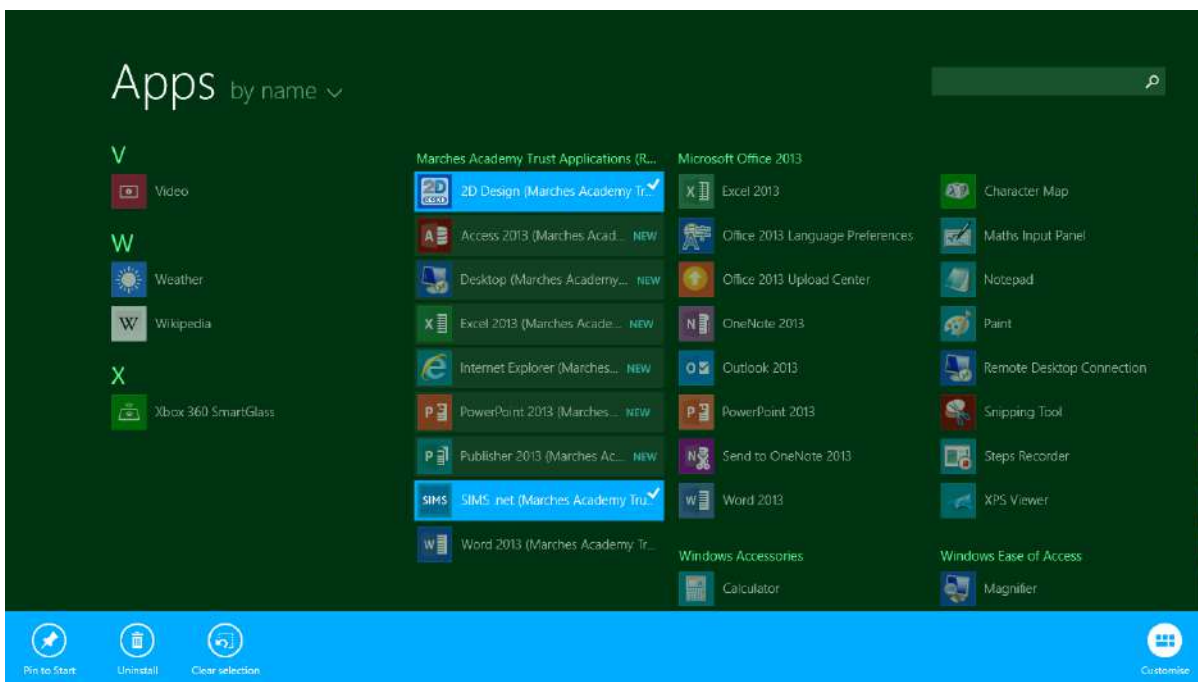 Apps by name
V
Video
W
Weather
W
Wikipedia
X
Xbox 360 SmartGlass
Marches Academy Trust Applications (R...
2D DESIGN
2D Design (Marches Academy Tr...
A
Access 2013 (Marches Acad... NEW
Desktop (Marches Academy... NEW
X
Excel 2013 (Marches Acade... NEW
Internet Explorer (Marches... NEW
P
PowerPoint 2013 (Marches... NEW
P
Publisher 2013 (Marches Ac... NEW
SIMS
SIMS .net (Marches Academy Tru...
W
Word 2013 (Marches Academy Tr...
Microsoft Office 2013
X
Excel 2013
Office 2013 Language Preferences
Office 2013 Upload Center
N
OneNote 2013
O
Outlook 2013
P
PowerPoint 2013
N
Send to OneNote 2013
W
Word 2013
Windows Accessories
Calculator
Character Map
Maths Input Panel
Notepad
Paint
Remote Desktop Connection
Snipping Tool
Steps Recorder
XPS Viewer
Windows Ease of Access
Magnifier
Pin to Start
Uninstall
Clear selection
Customise